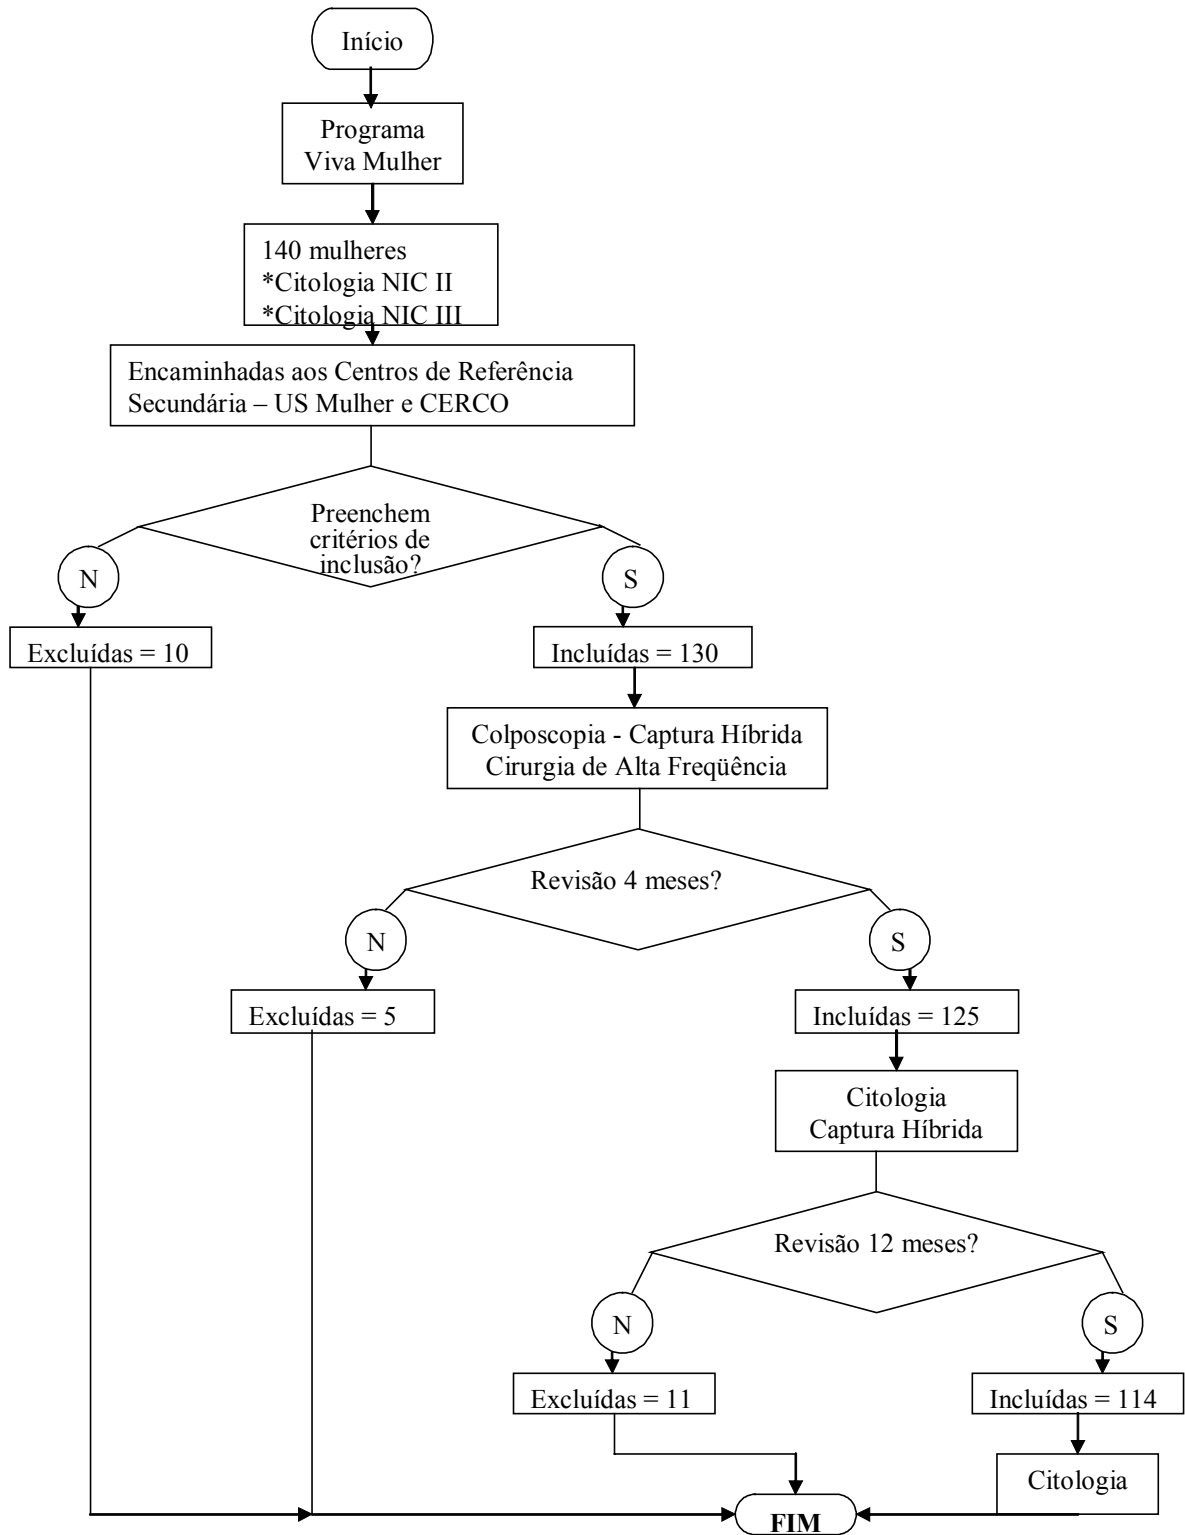 Início
Programa
Viva Mulher
140 mulheres
*Citologia NIC II
*Citologia NIC III
Encaminhadas aos Centros de Referência
Secundária – US Mulher e CERCO
Preenchem
critérios de
inclusão?
N
S
Excluídas = 10
Incluídas = 130
Colposcopia - Captura Híbrida
Cirurgia de Alta Freqüência
Revisão 4 meses?
N
S
Excluídas = 5
Incluídas = 125
Citologia
Captura Híbrida
Revisão 12 meses?
N
S
Excluídas = 11
Incluídas = 114
Citologia
FIM